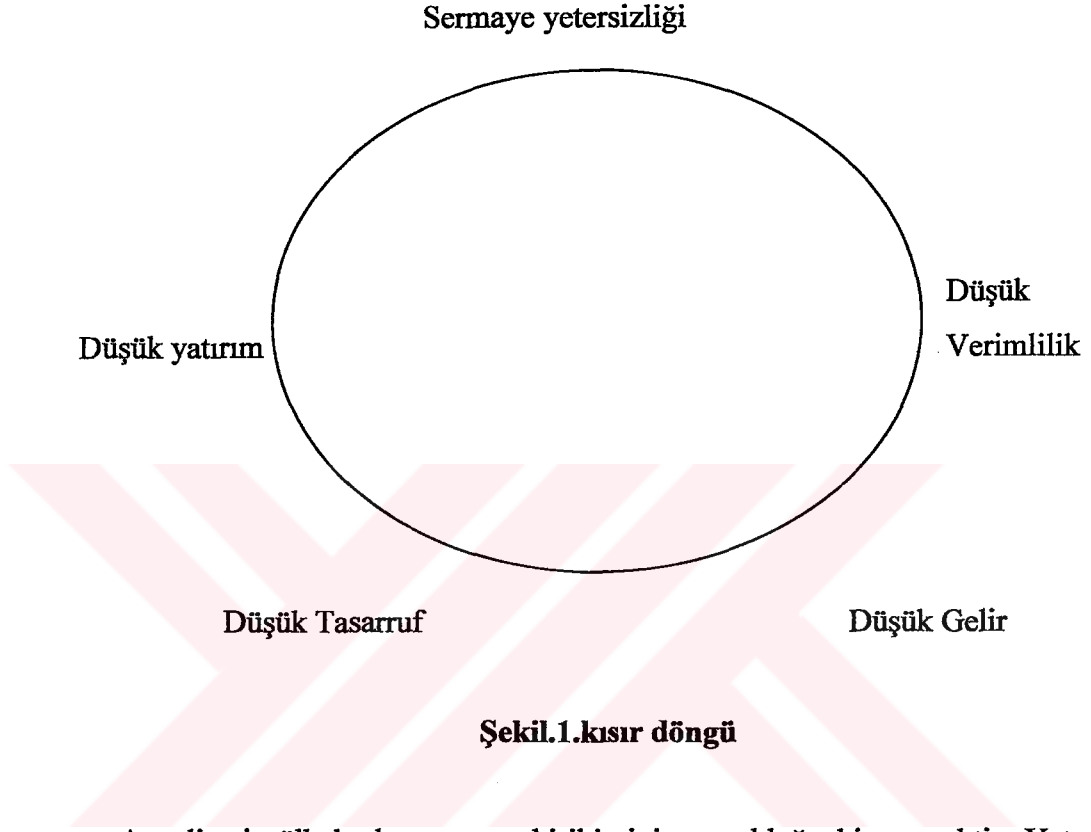 Sermaye yetersizliği
Düşük
Verimlilik
Düşük yatırım
Düşük Tasarruf
Düşük Gelir
Şekil.1.kısır döngü